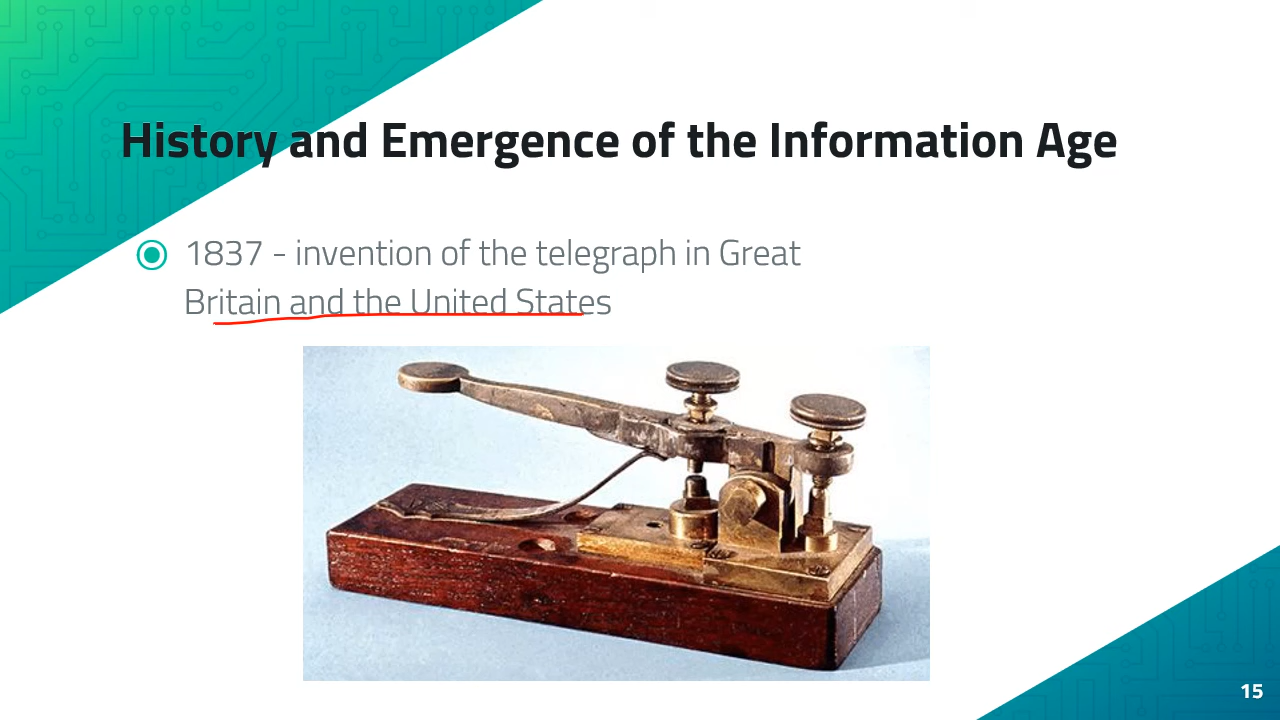 History and Emergence of the Information Age
1837 - invention of the telegraph in Great
Britain and the United States
15